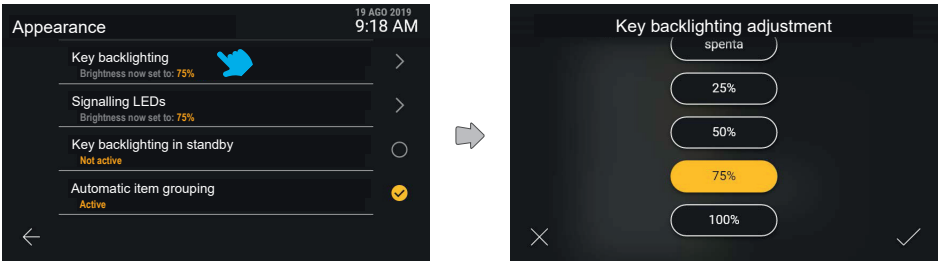 19 AGO 2019
Appearance 9:18 AM
Key backlighting
Brightness now set to: 75%
Signalling LEDs
Brightness now set to: 75%
Key backlighting in standby
Not active
Automatic item grouping
Active
Key backlighting adjustment
spenta
25%
50%
75%
100%